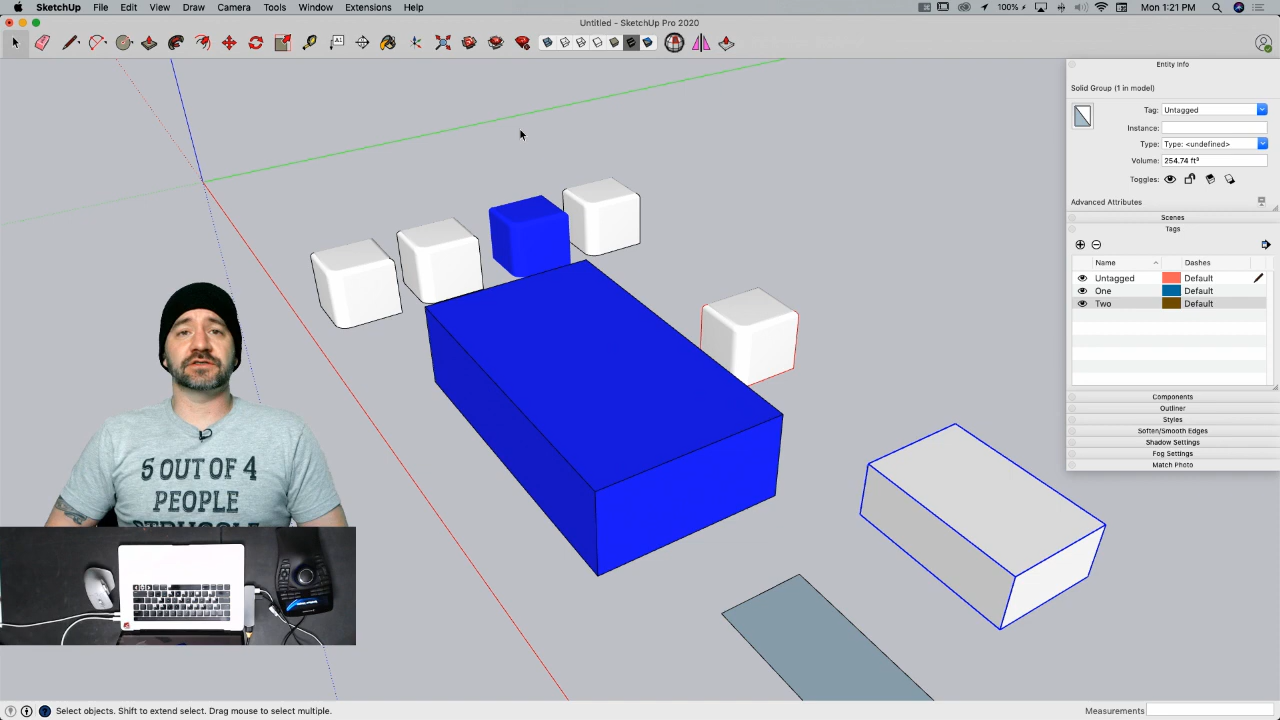 SketchUp File Edit View Draw Camera Tools Window Extensions Help
100% Mon 1:21 PM
Untitled - SketchUp Pro 2020
Entity Info
Solid Group (1 in model)
Tag: Untagged
Instance:
Type: Type: <undefined>
Volume: 254.74 ft³
Toggles:
Advanced Attributes
Scenes
Tags
Name Dashes
Untagged Default
One Default
Two Default
Components
Outliner
Styles
Soften/Smooth Edges
Shadow Settings
Fog Settings
Match Photo
5 OUT OF 4
PEOPLE
STRUGGLE
Select objects. Shift to extend select. Drag mouse to select multiple.
Measurements